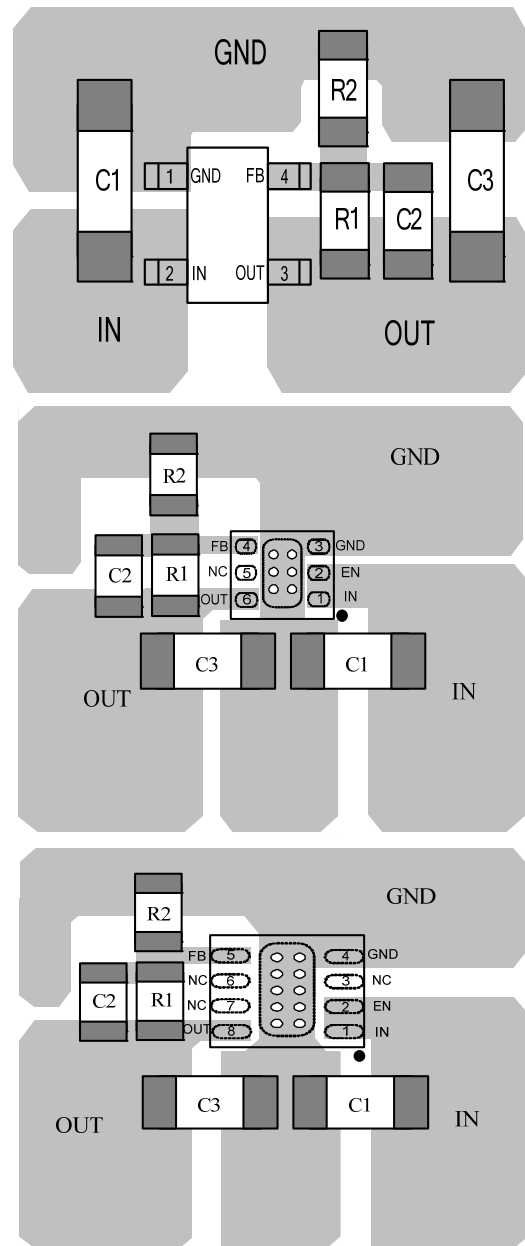 GND
R2
C1
1 GND FB 4
R1 C2 C3
2 IN OUT 3
IN OUT
GND
R2
FB 4 3 GND
C2 R1 NC 5 2 EN
OUT 6 1 IN
C3 C1
OUT IN
GND
R2
FB 5 4 GND
NC 6 3 NC
C2 R1 NC 7 2 EN
OUT 8 1 IN
C3 C1
OUT IN